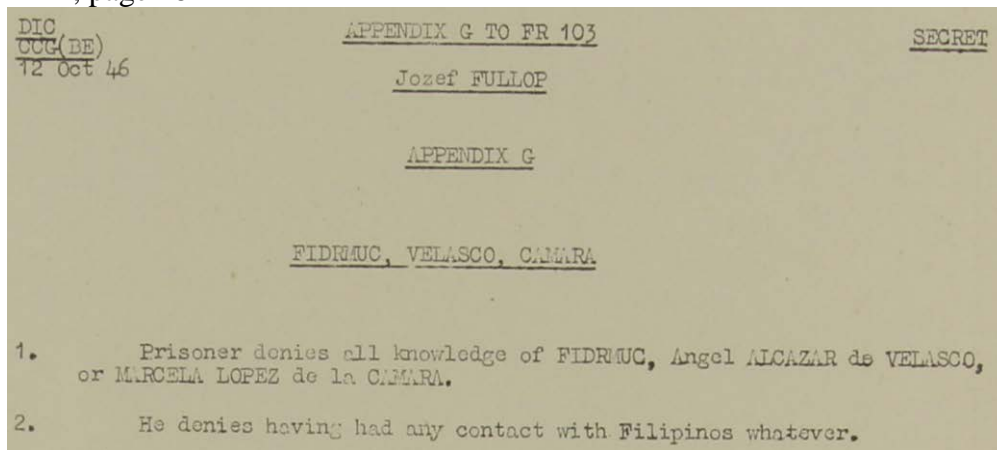 DIC
CCG(BE)
12 Oct 46
APPENDIX G TO FR 103
SECRET
Jozef FULLOP
APPENDIX G
FIDRMUC, VELASCO, CAMARA
1. Prisoner denies all knowledge of FIDRMUC, Angel ALCAZAR de VELASCO,
or MARCELA LOPEZ de la CAMARA.
2. He denies having had any contact with Filipinos whatever.